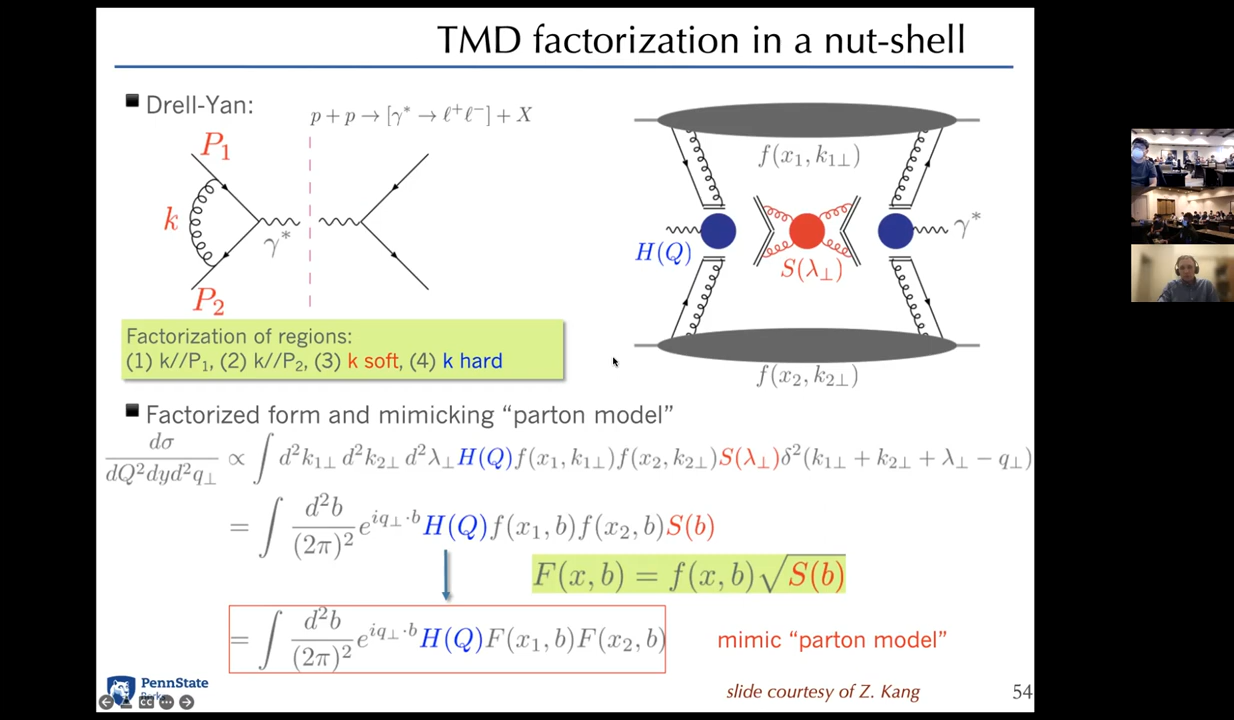 TMD factorization in a nut-shell
■ Drell-Yan:
p + p → [γ* → ℓ⁺ℓ⁻] + X
P₁
k
γ*
P₂
f(x₁, k₁⊥)
H(Q)
S(λ⊥)
γ*
f(x₂, k₂⊥)
Factorization of regions:
(1) k//P₁, (2) k//P₂, (3) k soft, (4) k hard
■ Factorized form and mimicking “parton model”
dσ/dQ²dyd²q⊥ ∝ ∫ d²k₁⊥ d²k₂⊥ d²λ⊥ H(Q) f(x₁, k₁⊥) f(x₂, k₂⊥) S(λ⊥) δ²(k₁⊥ + k₂⊥ + λ⊥ − q⊥)
= ∫ d²b/(2π)² e^{iq⊥·b} H(Q) f(x₁, b) f(x₂, b) S(b)
F(x, b) = f(x, b)√S(b)
= ∫ d²b/(2π)² e^{iq⊥·b} H(Q) F(x₁, b) F(x₂, b)
mimic “parton model”
PennState
slide courtesy of Z. Kang
54